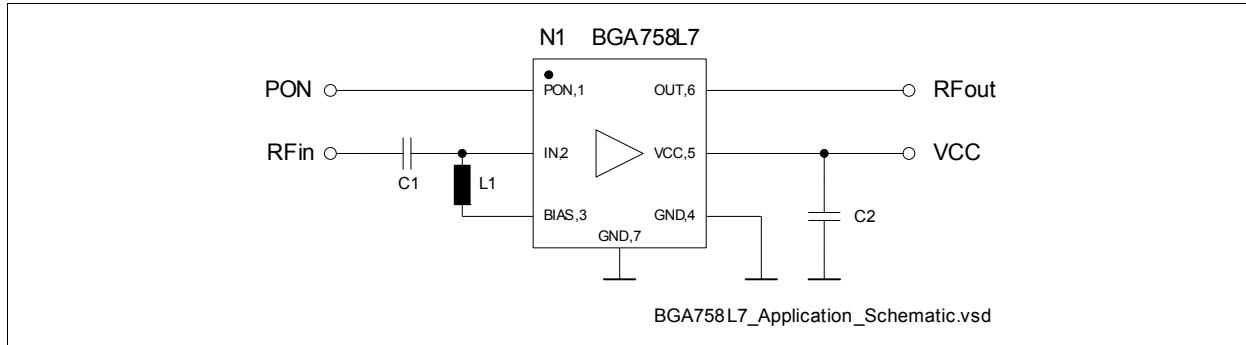 N1 BGA758L7
PON
PON,1
OUT,6
RFout
RFin
C1
L1
IN,2
VCC,5
VCC
BIAS,3
GND,4
C2
GND,7
BGA758L7_Application_Schematic.vsd